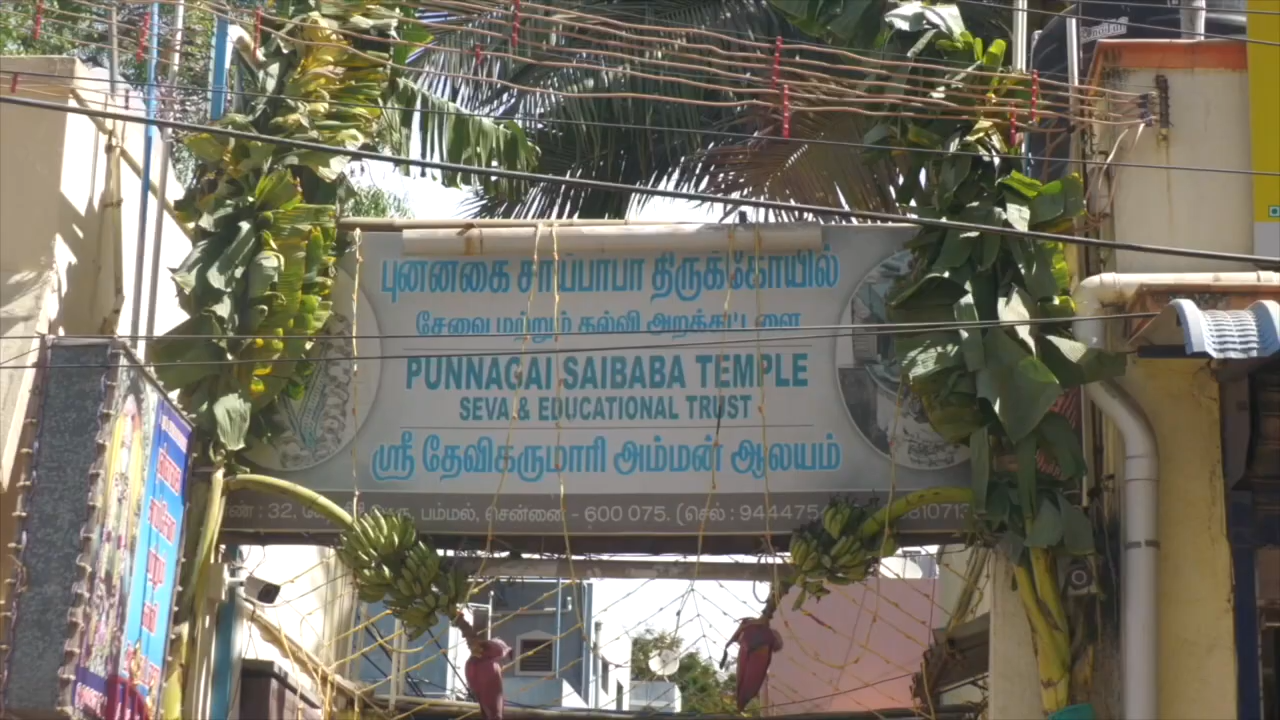 புன்னகை சாய்பாபா திருக்கோயில்
சேவை மற்றும் கல்வி அறக்கட்டளை
PUNNAGAI SAIBABA TEMPLE
SEVA & EDUCATIONAL TRUST
ஸ்ரீ தேவிகருமாரி அம்மன் ஆலயம்
: 32, பம்மல், சென்னை - 600 075. (செல் : 944475